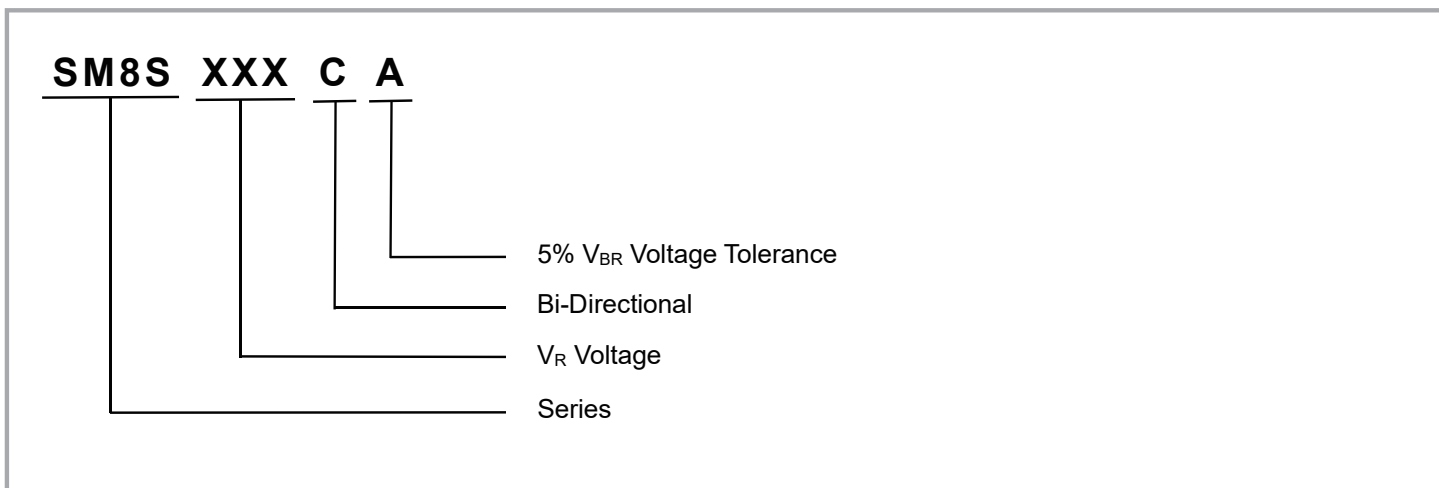 SM8S XXX C A
5% VBR Voltage Tolerance
Bi-Directional
VR Voltage
Series